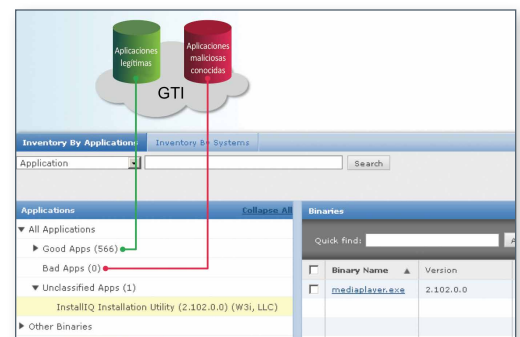 Aplicaciones
legítimas
Aplicaciones
maliciosas
conocidas
GTI
Inventory By Applications
Inventory By Systems
Application
Search
Applications
Collapse All
Binaries
▼ All Applications
Quick find:
▶ Good Apps (566)
Bad Apps (0)
Binary Name ▲
Version
▼ Unclassified Apps (1)
mediaplayer.exe
2.102.0.0
InstallIQ Installation Utility (2.102.0.0) (W3i, LLC)
▶ Other Binaries